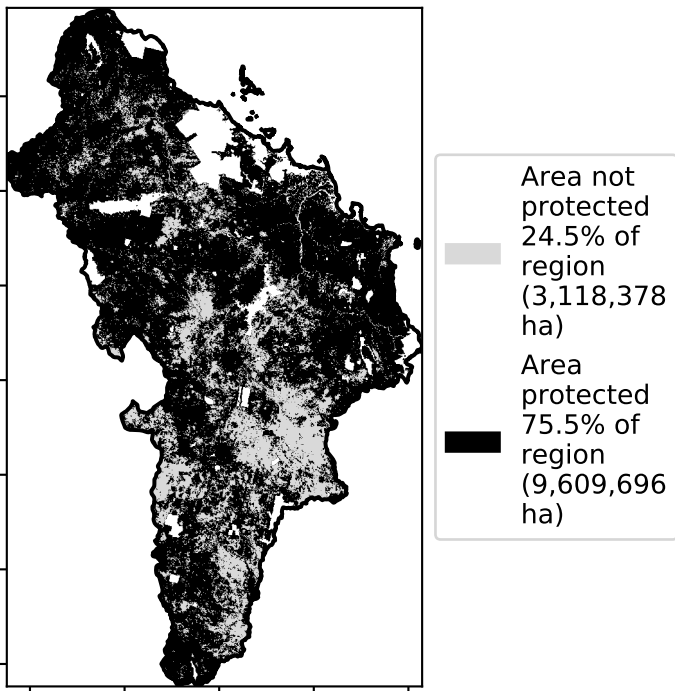 Area not
protected
24.5% of
region
(3,118,378
ha)
Area
protected
75.5% of
region
(9,609,696
ha)